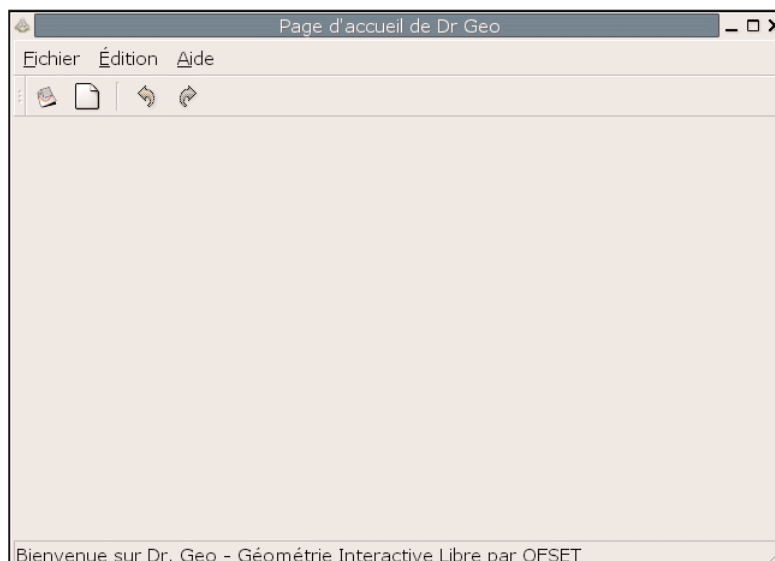 Page d'accueil de Dr Geo
Fichier Édition Aide
Bienvenue sur Dr. Geo - Géométrie Interactive Libre par OFSET